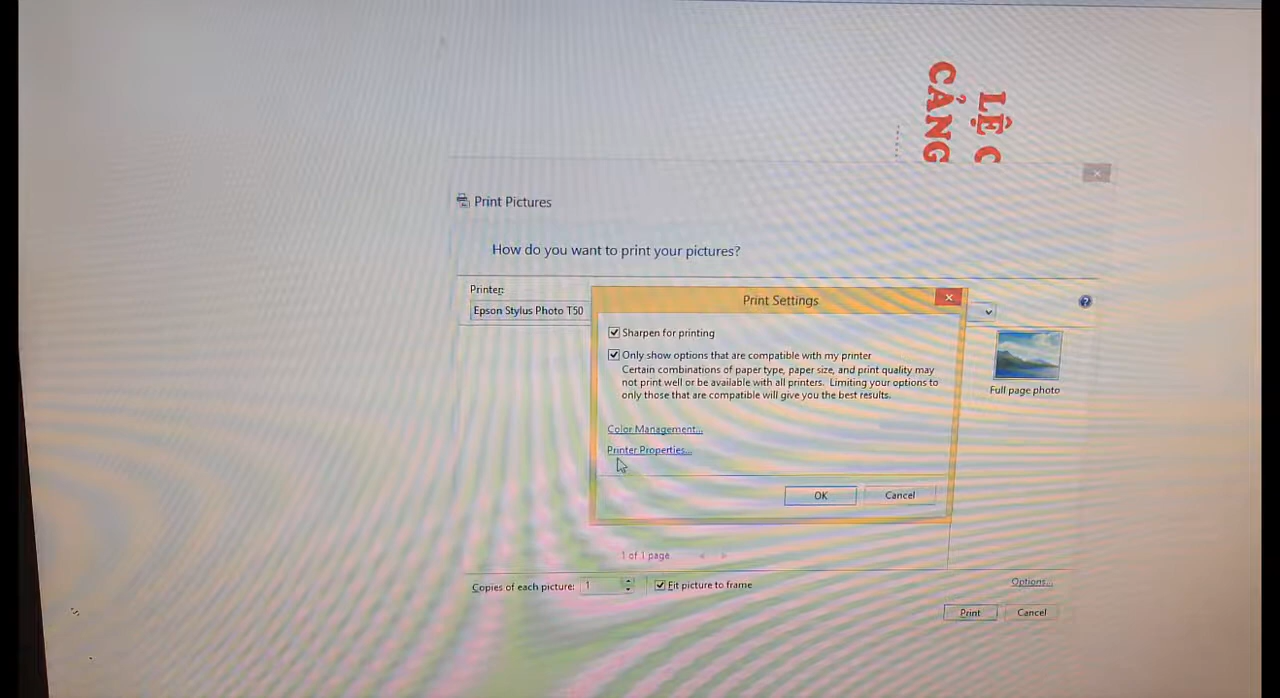 CẢNG
LỆ C
Print Pictures
How do you want to print your pictures?
Printer:
Epson Stylus Photo T50
Print Settings
Sharpen for printing
Only show options that are compatible with my printer
Certain combinations of paper type, paper size, and print quality may
not print well or be available with all printers. Limiting your options to
only those that are compatible will give you the best results.
Color Management...
Printer Properties...
OK
Cancel
Full page photo
1 of 1 page
Copies of each picture: 1
Fit picture to frame
Options...
Print
Cancel